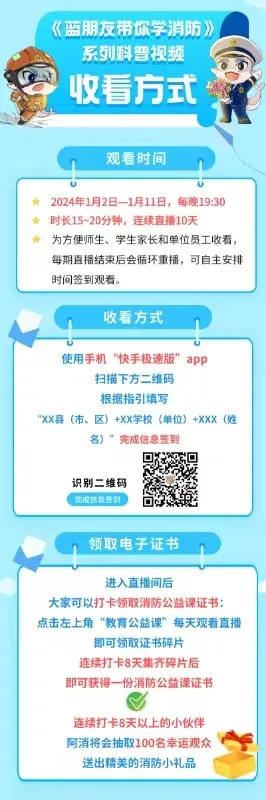 《蓝朋友带你学消防》
系列科普视频
收看方式
观看时间
2024年1月2日—1月11日，每晚19:30
时长15~20分钟，连续直播10天
为方便师生、学生家长和单位员工收看，
每期直播结束后会循环重播，可自主安排
时间签到观看。
收看方式
使用手机“快手极速版”app
扫描下方二维码
根据指引填写
“XX县（市、区）+XX学校（单位）+XXX（姓
名）”完成信息签到
识别二维码
完成信息签到
领取电子证书
进入直播间后
大家可以打卡领取消防公益课证书：
点击左上角“教育公益课”每天观看直播
即可领取证书碎片
连续打卡8天集齐碎片后
即可获得一份消防公益课证书
连续打卡8天以上的小伙伴
阿消将会抽取100名幸运观众
送出精美的消防小礼品